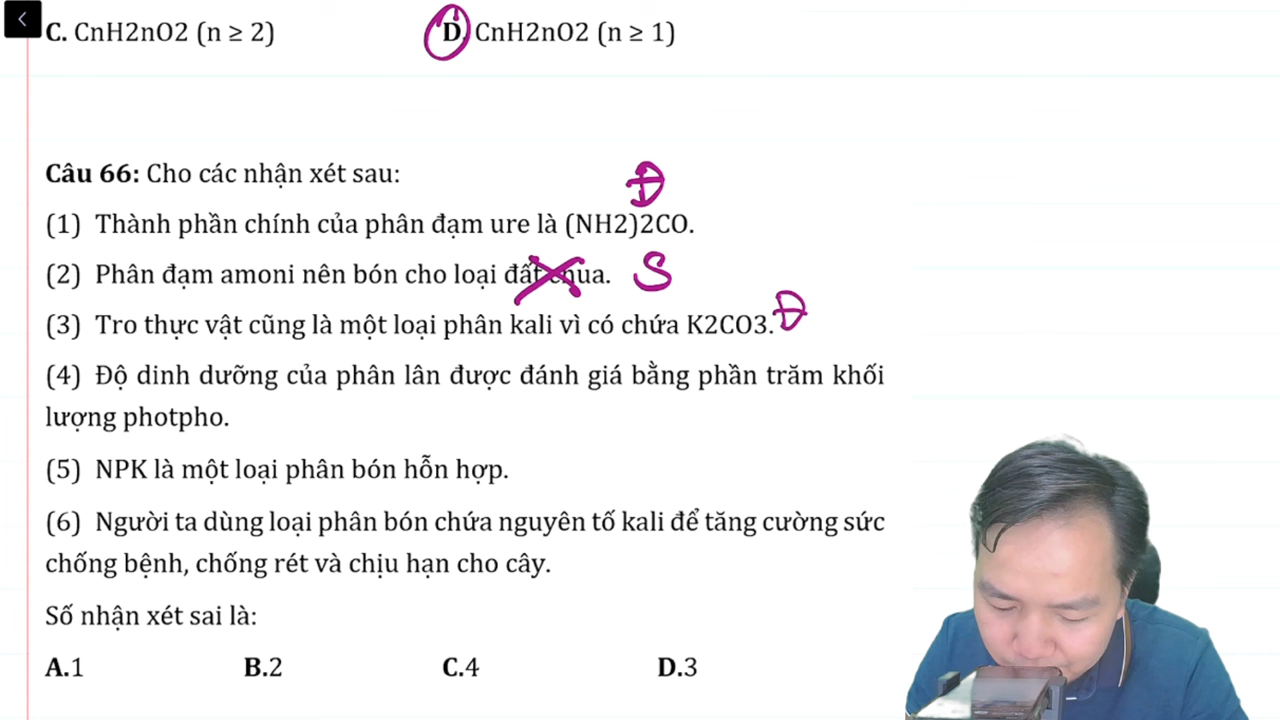 C. CnH2nO2 (n ≥ 2) D. CnH2nO2 (n ≥ 1)
Câu 66: Cho các nhận xét sau:
Đ
(1) Thành phần chính của phân đạm ure là (NH2)2CO.
(2) Phân đạm amoni nên bón cho loại đất chua. S
(3) Tro thực vật cũng là một loại phân kali vì có chứa K2CO3. Đ
(4) Độ dinh dưỡng của phân lân được đánh giá bằng phần trăm khối
lượng photpho.
(5) NPK là một loại phân bón hỗn hợp.
(6) Người ta dùng loại phân bón chứa nguyên tố kali để tăng cường sức
chống bệnh, chống rét và chịu hạn cho cây.
Số nhận xét sai là:
A.1 B.2 C.4 D.3